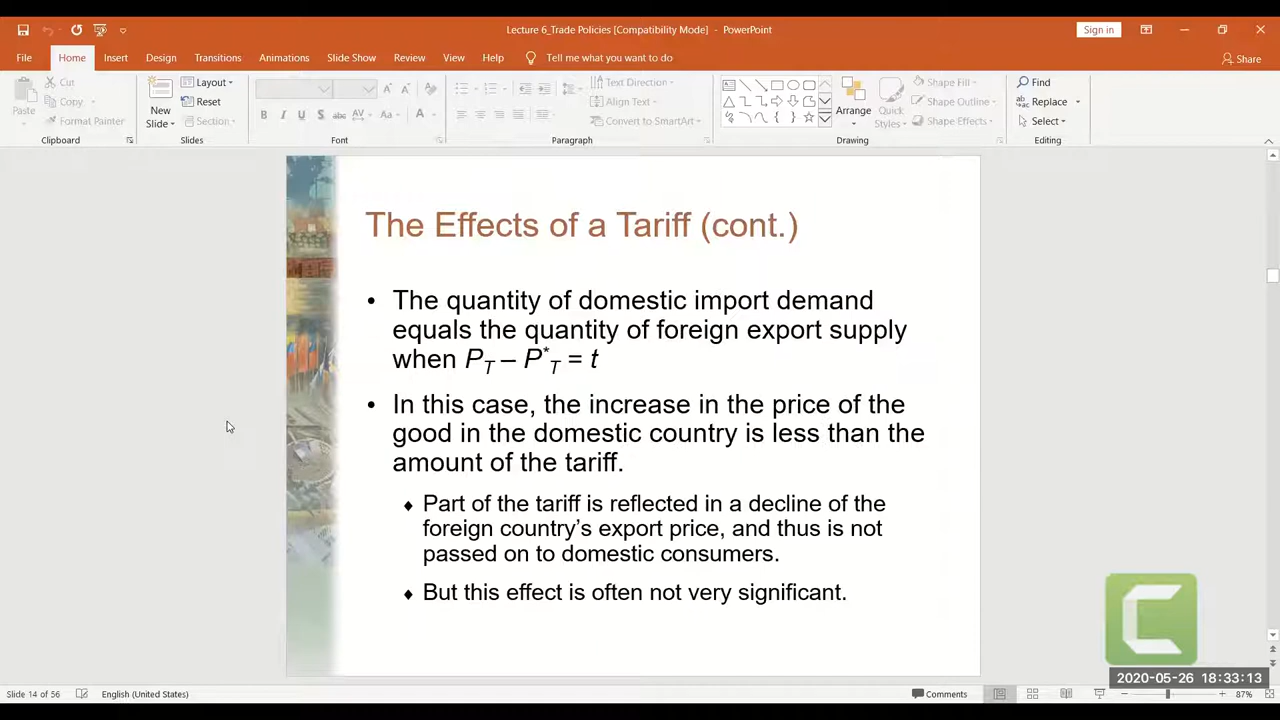 Lecture 6_Trade Policies [Compatibility Mode] - PowerPoint
Sign in
File Home Insert Design Transitions Animations Slide Show Review View Help Tell me what you want to do
Share
Paste
Cut
Copy
Format Painter
Clipboard
New Slide
Layout
Reset
Section
Slides
B I U S abc AV Aa A
Font
Text Direction
Align Text
Convert to SmartArt
Paragraph
Arrange
Quick Styles
Shape Fill
Shape Outline
Shape Effects
Drawing
Find
Replace
Select
Editing
The Effects of a Tariff (cont.)
• The quantity of domestic import demand
equals the quantity of foreign export supply
when P_T – P*_T = t
• In this case, the increase in the price of the
good in the domestic country is less than the
amount of the tariff.
♦ Part of the tariff is reflected in a decline of the
foreign country's export price, and thus is not
passed on to domestic consumers.
♦ But this effect is often not very significant.
2020-05-26 18:33:13
Slide 14 of 56 English (United States) Comments 87%